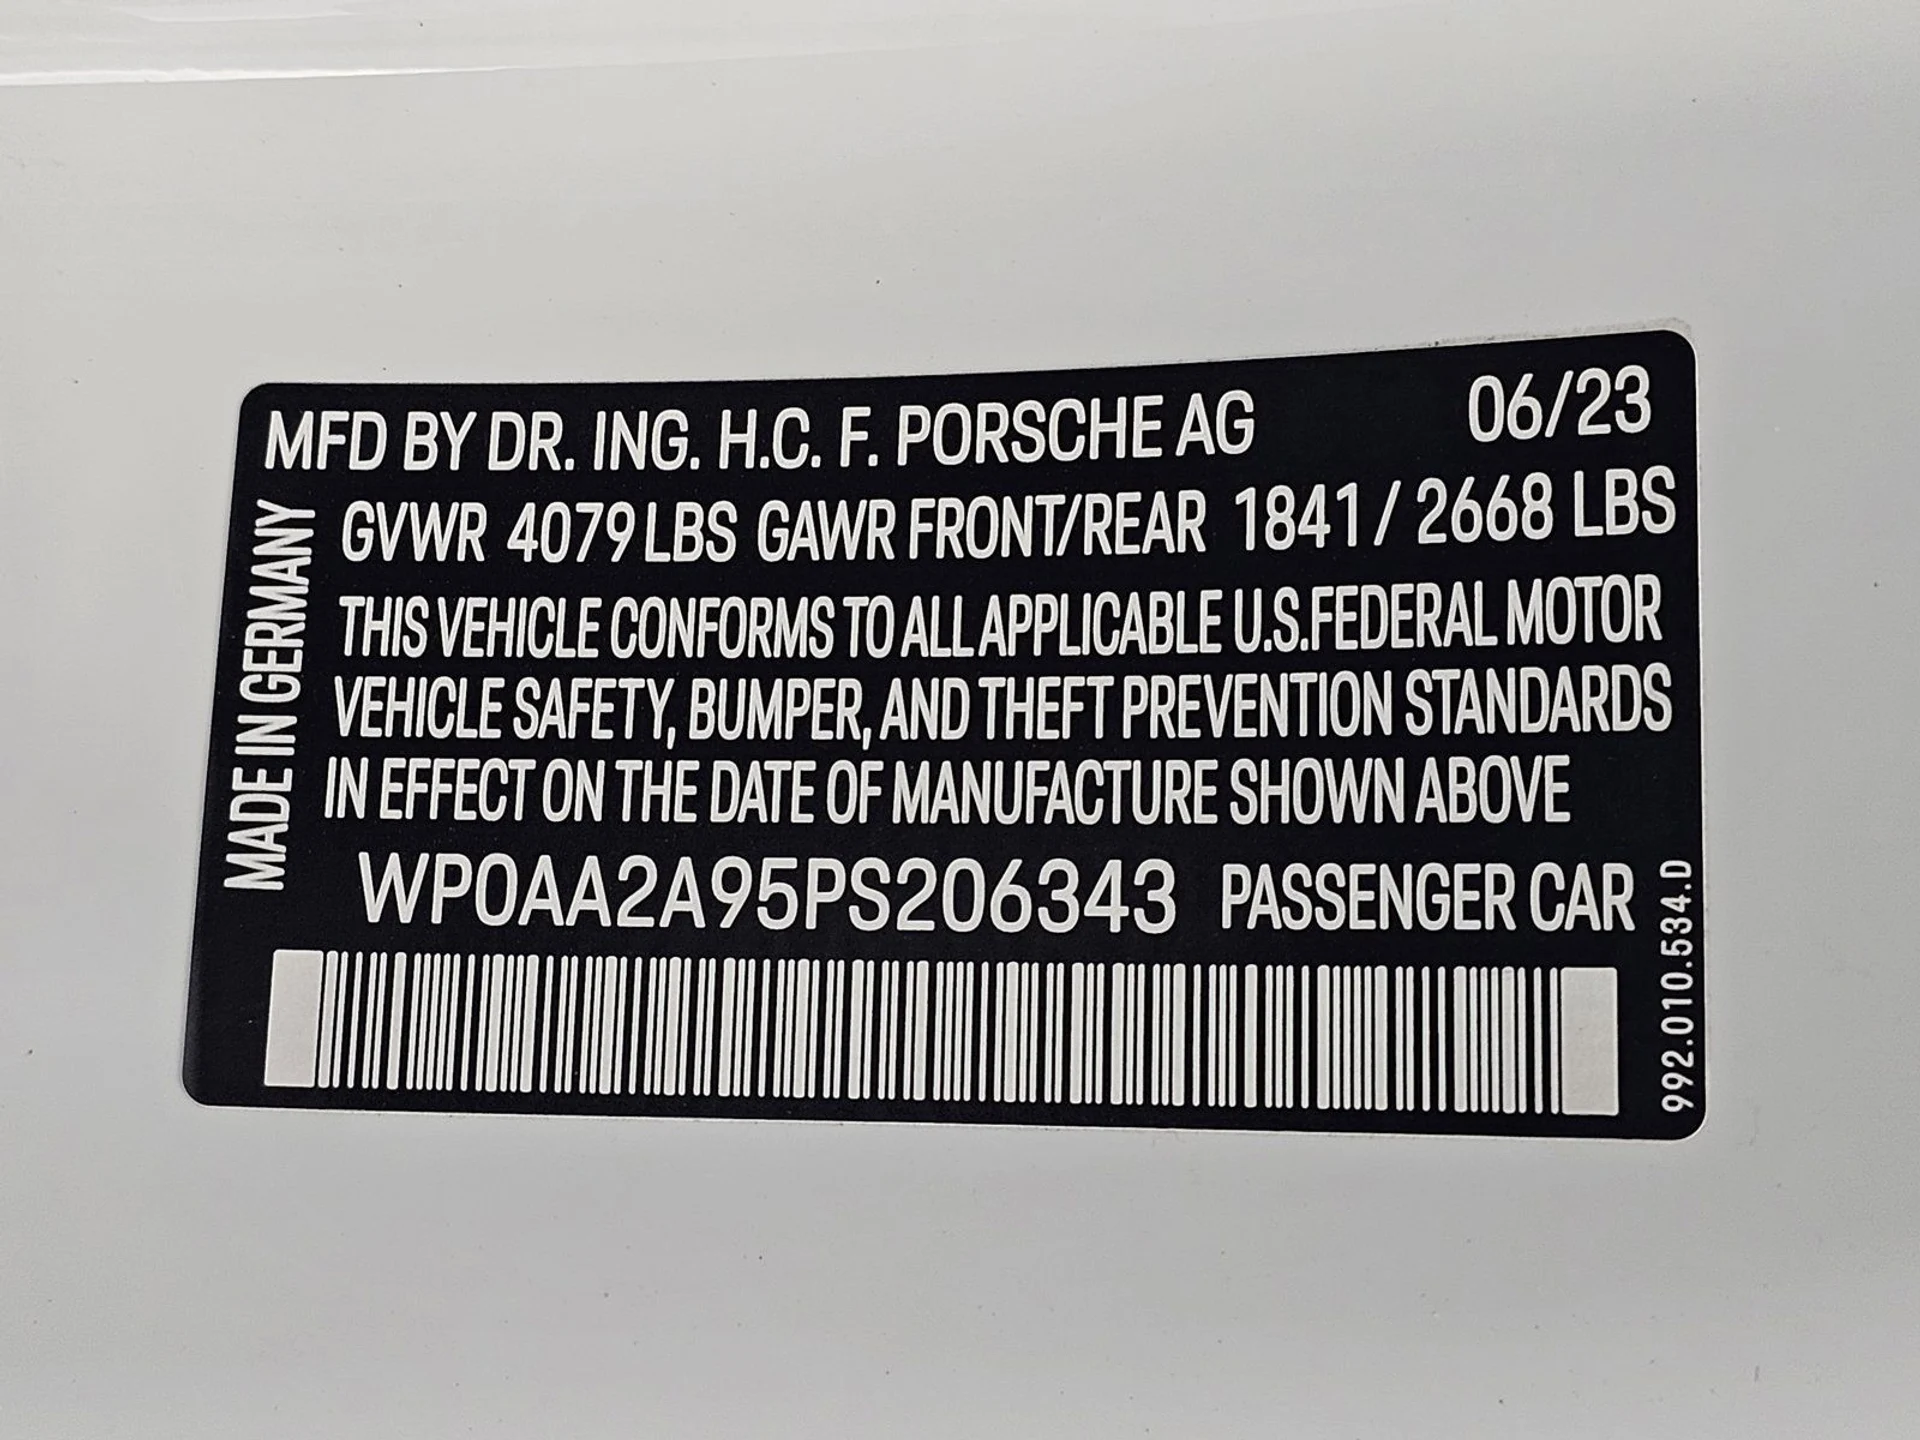 MFD BY DR. ING. H.C. F. PORSCHE AG 06/23
GVWR 4079 LBS GAWR FRONT/REAR 1841 / 2668 LBS
THIS VEHICLE CONFORMS TO ALL APPLICABLE U.S.FEDERAL MOTOR
VEHICLE SAFETY, BUMPER, AND THEFT PREVENTION STANDARDS
IN EFFECT ON THE DATE OF MANUFACTURE SHOWN ABOVE
WP0AA2A95PS206343 PASSENGER CAR
MADE IN GERMANY
992.010.534.D